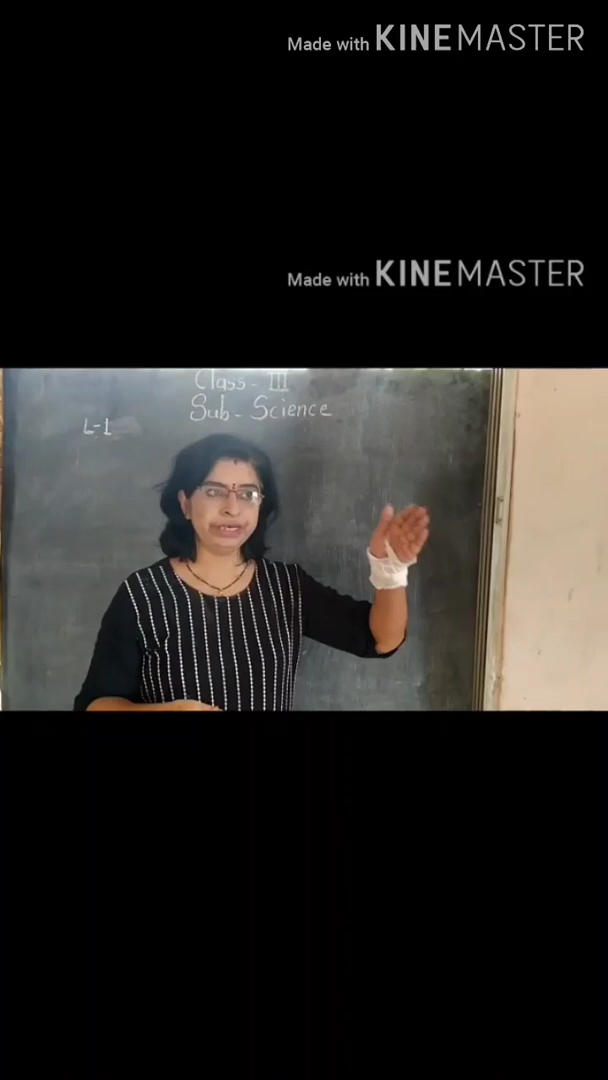 Made with KINEMASTER
Made with KINEMASTER
Class - III
Sub - Science
L-1